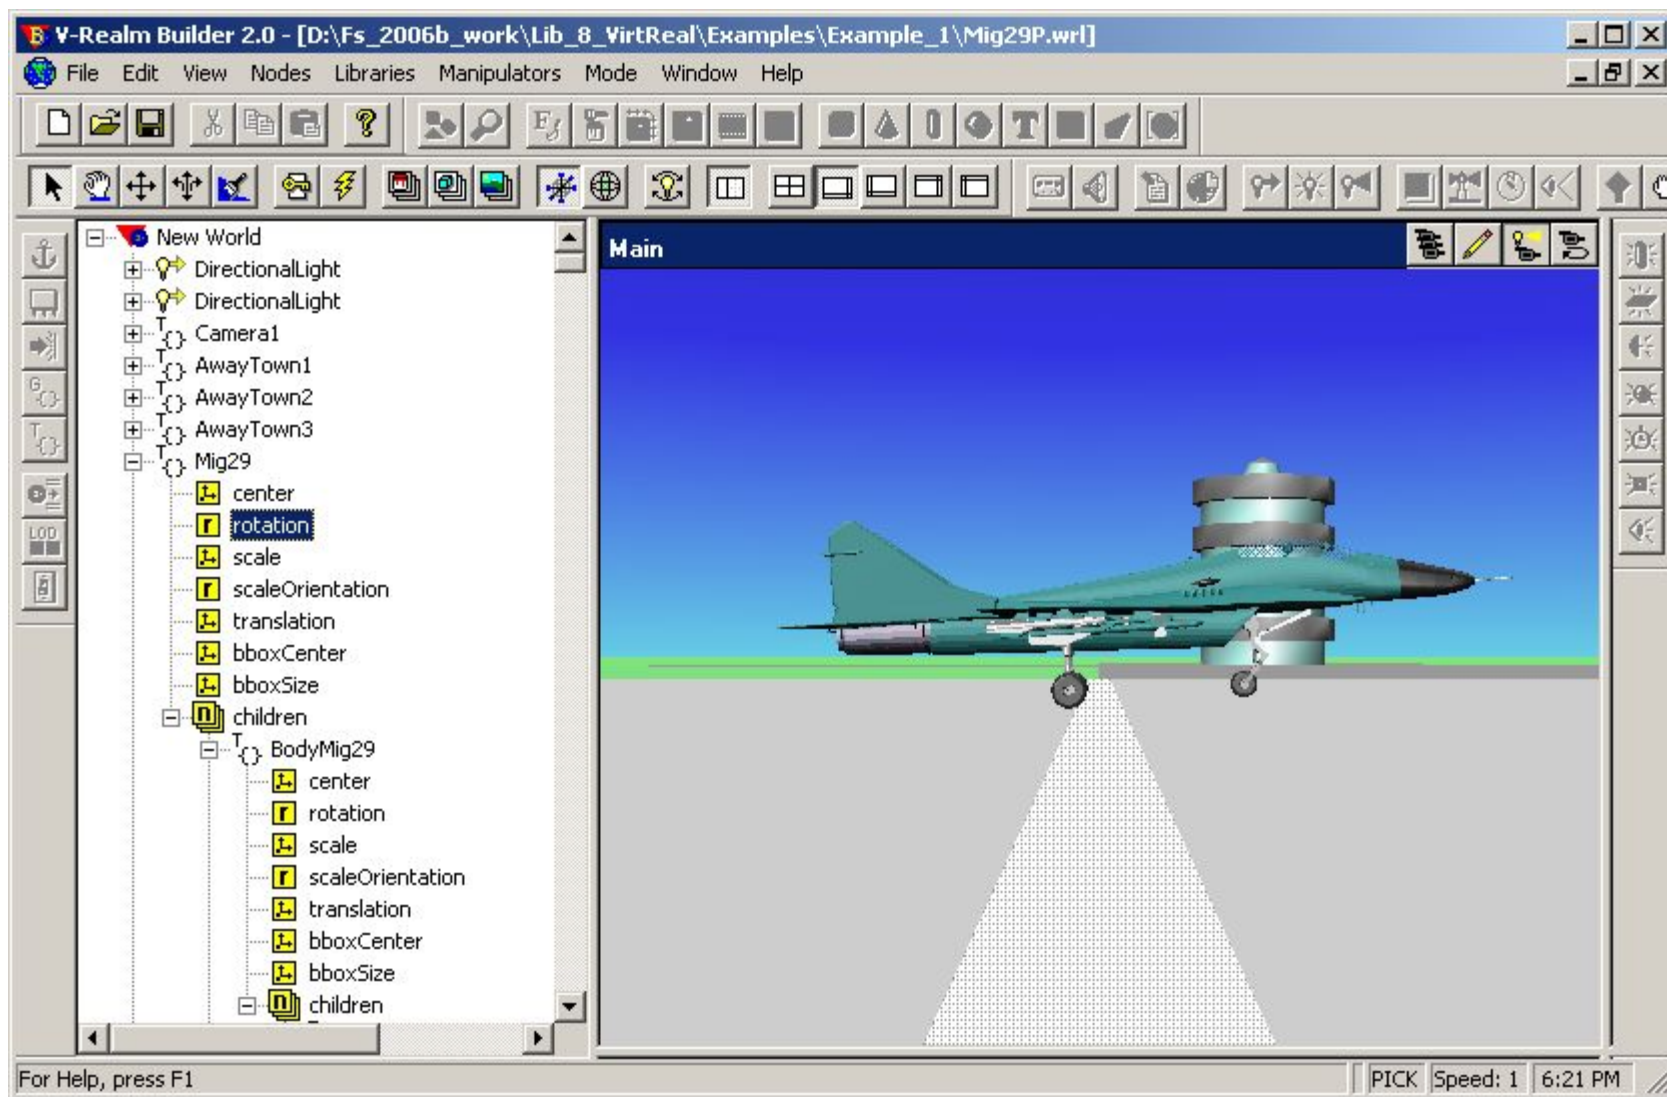 V-Realm Builder 2.0 - [D:\Fs_2006b_work\Lib_8_VirtReal\Examples\Example_1\Mig29P.wrl]
File Edit View Nodes Libraries Manipulators Mode Window Help
New World
DirectionalLight
DirectionalLight
Camera1
AwayTown1
AwayTown2
AwayTown3
Mig29
center
rotation
scale
scaleOrientation
translation
bboxCenter
bboxSize
children
BodyMig29
center
rotation
scale
scaleOrientation
translation
bboxCenter
bboxSize
children
Main
LOD
For Help, press F1
PICK Speed: 1 6:21 PM